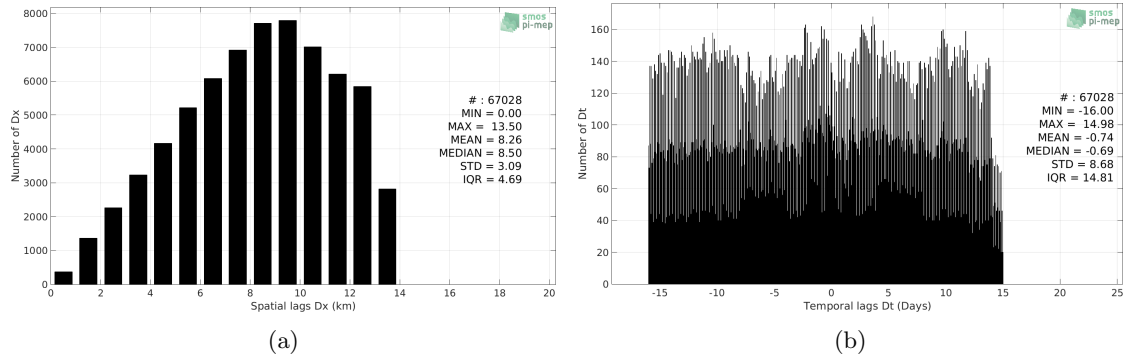 8000
7000
6000
5000
4000
3000
2000
1000
0
Number of Dx
0 2 4 6 8 10 12 14 16 18 20
Spatial lags Dx (km)
smos
pi-mep
# : 67028
MIN = 0.00
MAX = 13.50
MEAN = 8.26
MEDIAN = 8.50
STD = 3.09
IQR = 4.69
(a)
160
140
120
100
80
60
40
20
0
Number of Dt
-15 -10 -5 0 5 10 15 20 25
Temporal lags Dt (Days)
smos
pi-mep
# : 67028
MIN = -16.00
MAX = 14.98
MEAN = -0.74
MEDIAN = -0.69
STD = 8.68
IQR = 14.81
(b)